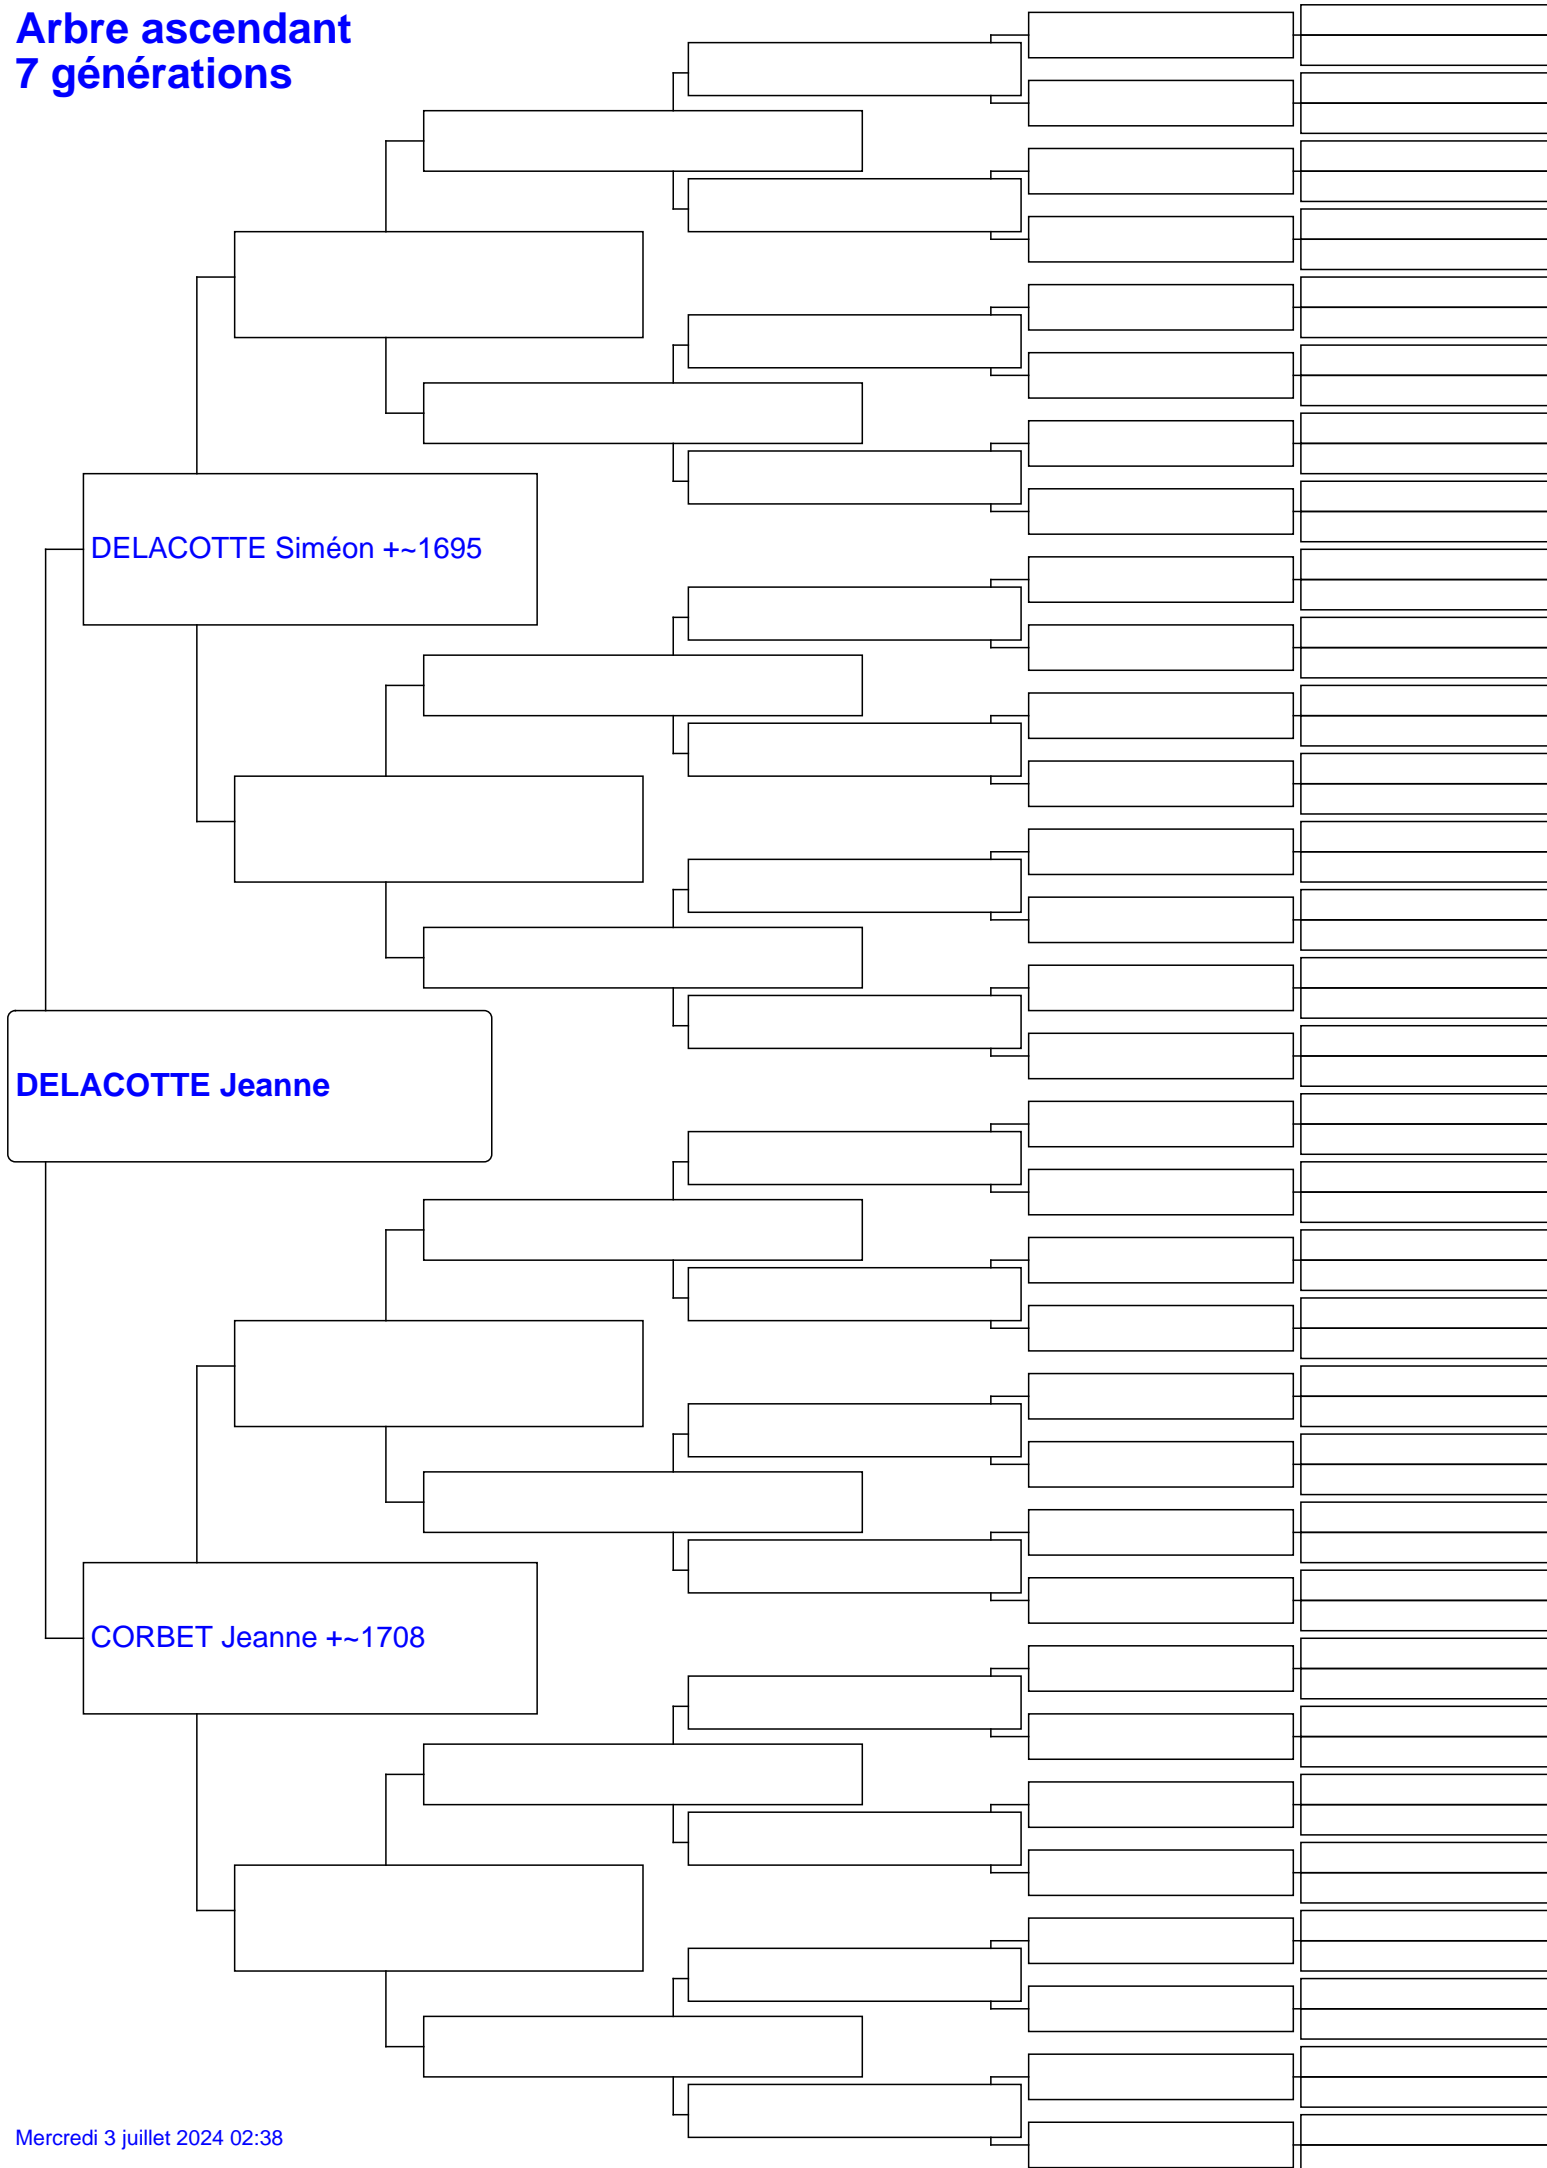 Arbre ascendant
7 générations
DELACOTTE Siméon +~1695
DELACOTTE Jeanne
CORBET Jeanne +~1708
Mercredi 3 juillet 2024 02:38